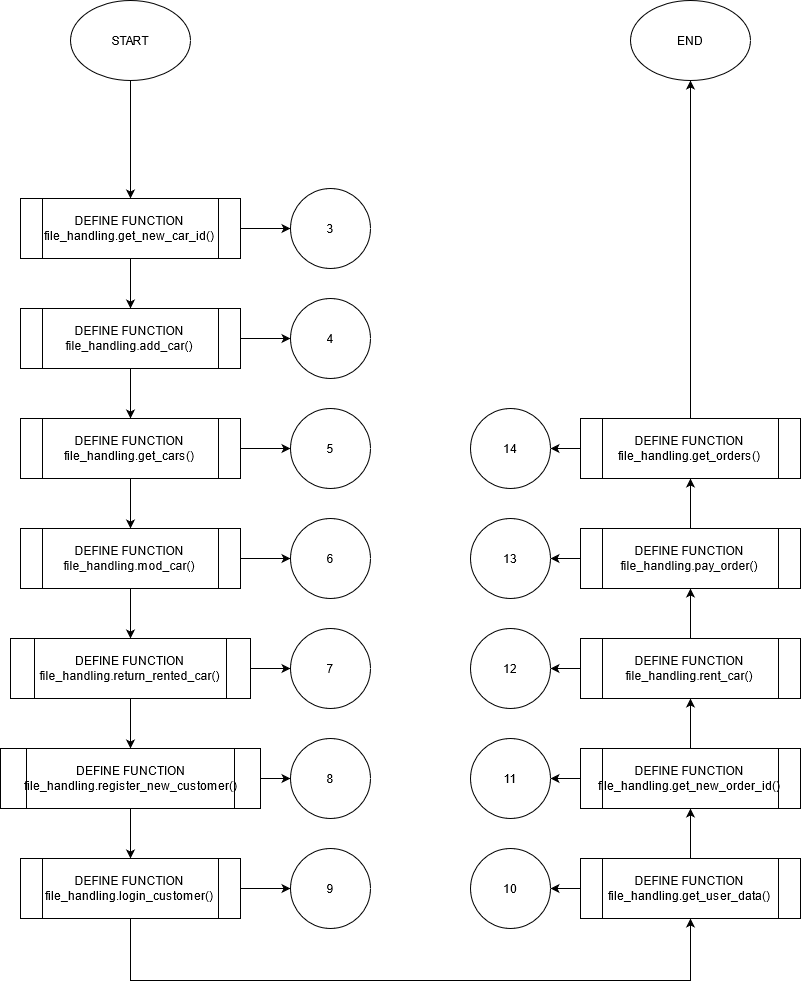 START
DEFINE FUNCTION
file_handling.get_new_car_id()
3
DEFINE FUNCTION
file_handling.add_car()
4
DEFINE FUNCTION
file_handling.get_cars()
5
DEFINE FUNCTION
file_handling.mod_car()
6
DEFINE FUNCTION
file_handling.return_rented_car()
7
DEFINE FUNCTION
file_handling.register_new_customer()
8
DEFINE FUNCTION
file_handling.login_customer()
9
DEFINE FUNCTION
file_handling.get_user_data()
10
DEFINE FUNCTION
file_handling.get_new_order_id()
11
DEFINE FUNCTION
file_handling.rent_car()
12
DEFINE FUNCTION
file_handling.pay_order()
13
DEFINE FUNCTION
file_handling.get_orders()
14
END